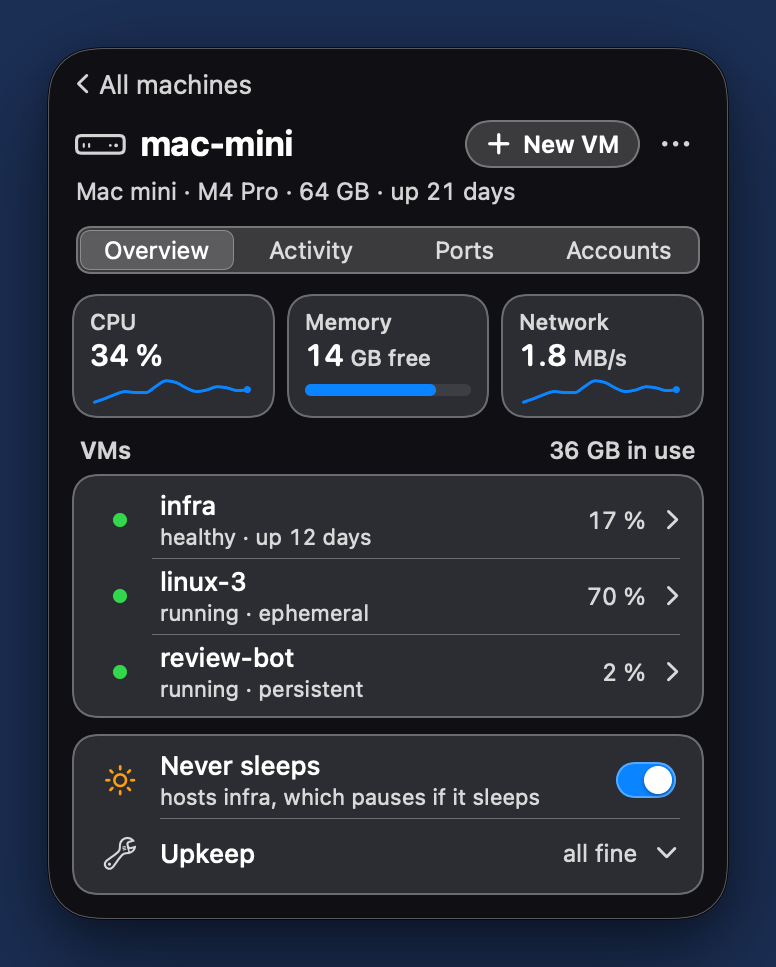 All machines
mac-mini
New VM
Mac mini · M4 Pro · 64 GB · up 21 days
Overview Activity Ports Accounts
CPU Memory Network
34 % 14 GB free 1.8 MB/s
VMs 36 GB in use
infra
healthy · up 12 days
17 %
linux-3
running · ephemeral
70 %
review-bot
running · persistent
2 %
Never sleeps
hosts infra, which pauses if it sleeps
Upkeep all fine